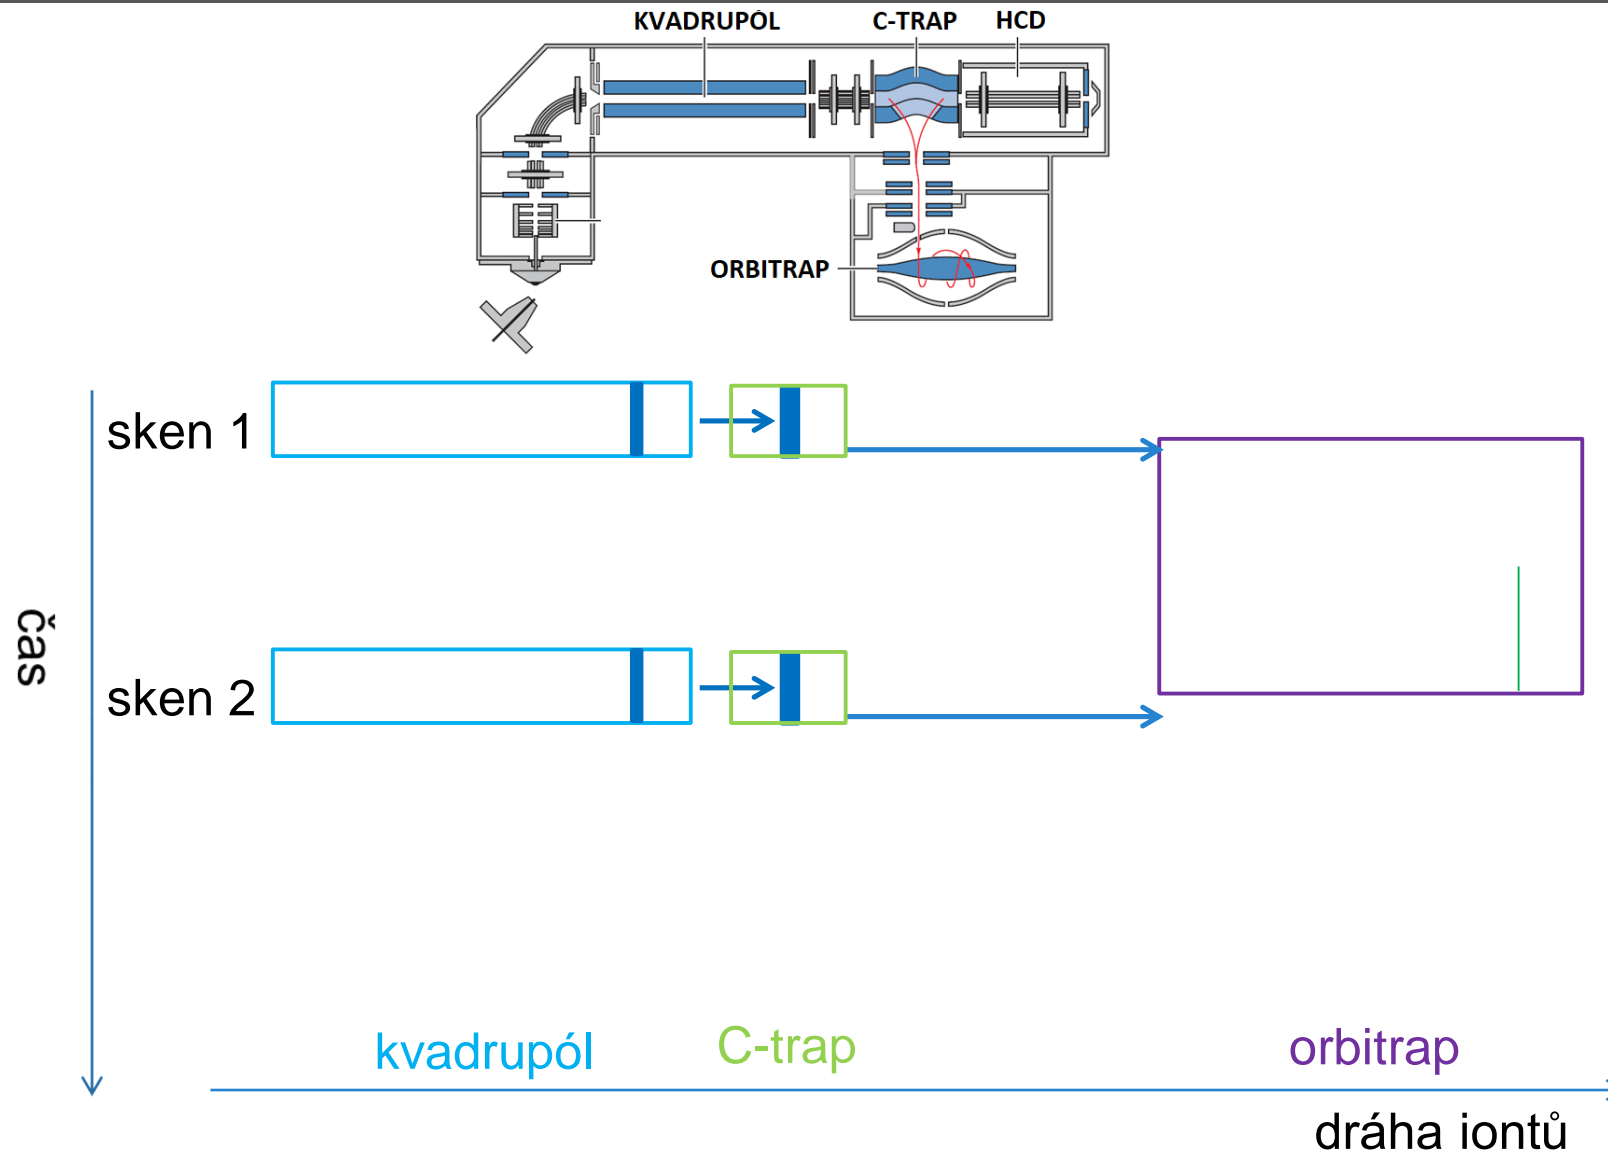 KVADRUPÓL
C-TRAP
HCD
ORBITRAP
sken 1
čas
sken 2
kvadrupól
C-trap
orbitrap
dráha iontů